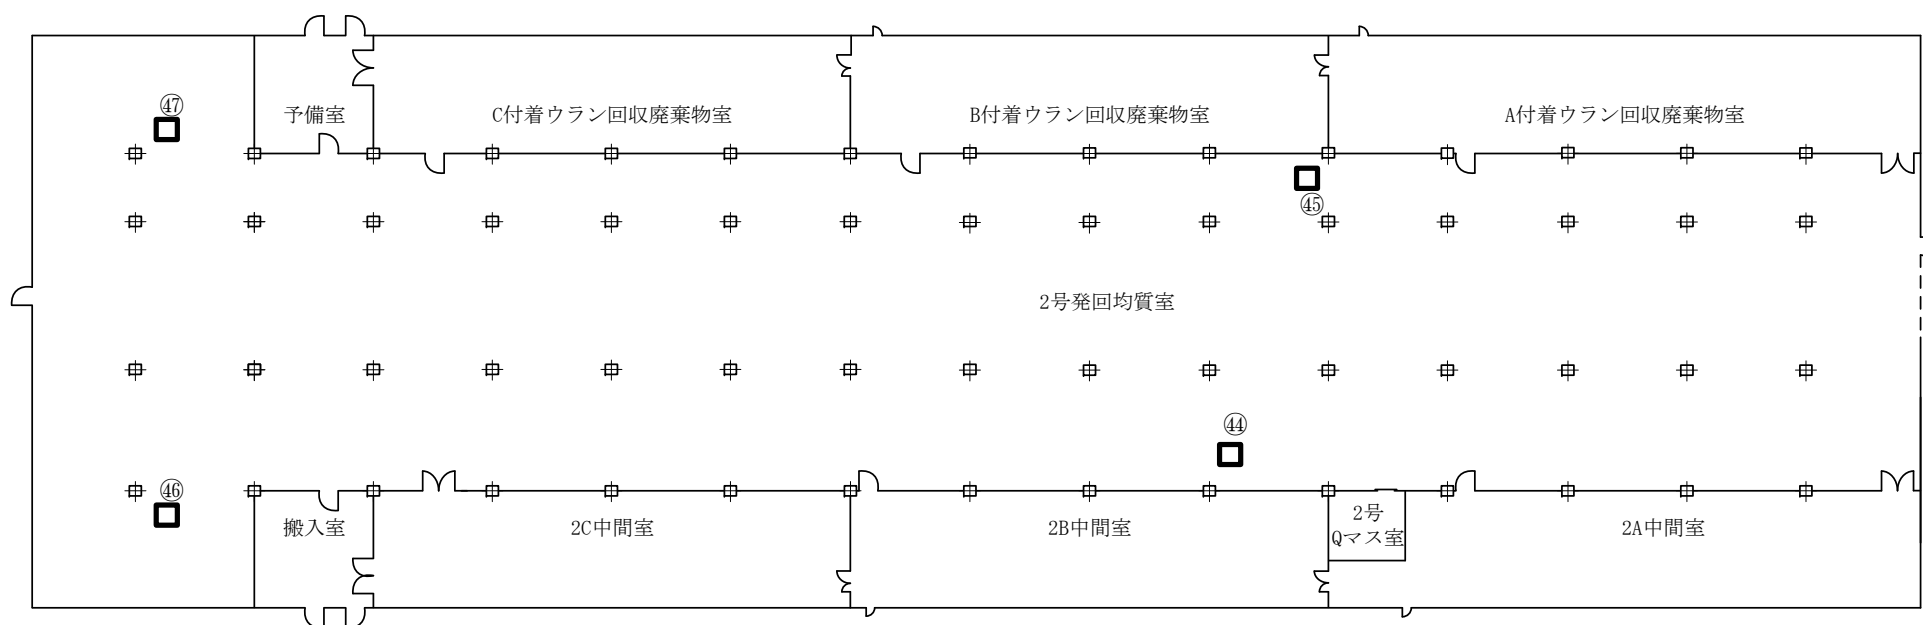 ㊼
予備室
C付着ウラン回収廃棄物室
B付着ウラン回収廃棄物室
A付着ウラン回収廃棄物室
㊺
2号発回均質室
㊹
㊻
搬入室
2C中間室
2B中間室
2号
Qマス室
2A中間室